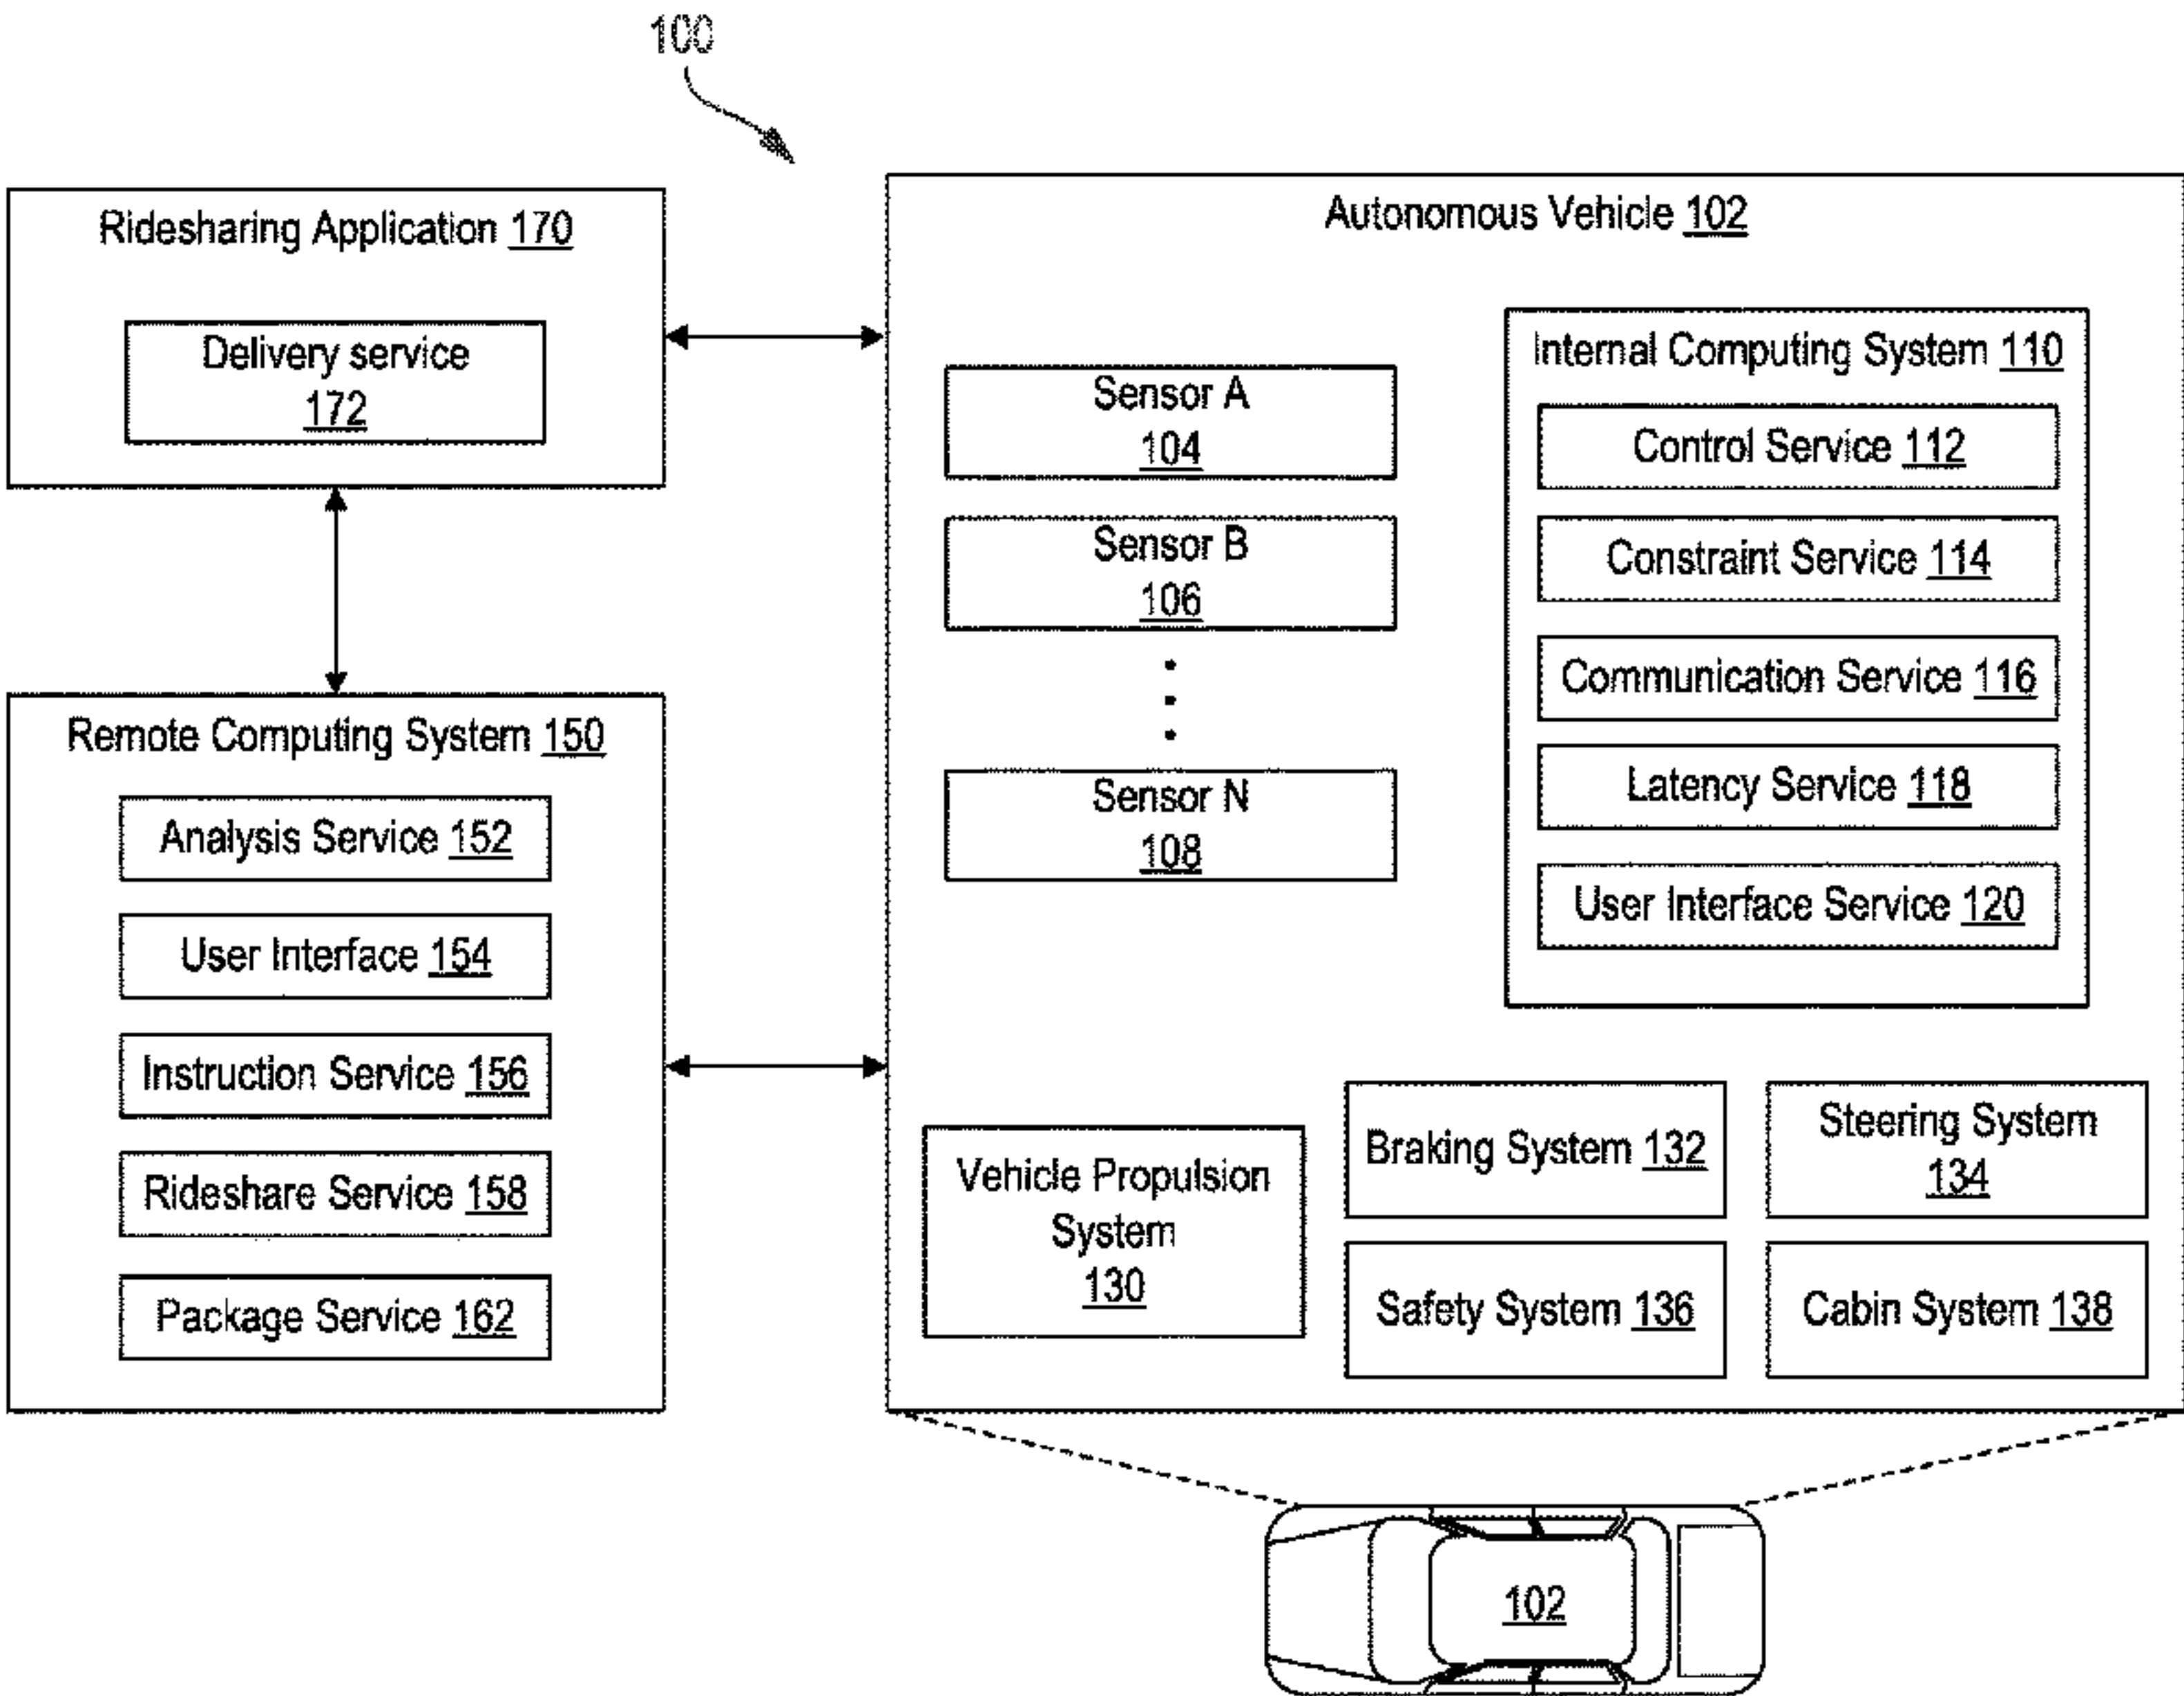 100
Ridesharing Application 170
Delivery service
172
Remote Computing System 150
Analysis Service 152
User Interface 154
Instruction Service 156
Rideshare Service 158
Package Service 162
Autonomous Vehicle 102
Sensor A
104
Sensor B
106
Sensor N
108
Internal Computing System 110
Control Service 112
Constraint Service 114
Communication Service 116
Latency Service 118
User Interface Service 120
Vehicle Propulsion
System
130
Braking System 132
Steering System
134
Safety System 136
Cabin System 138
102